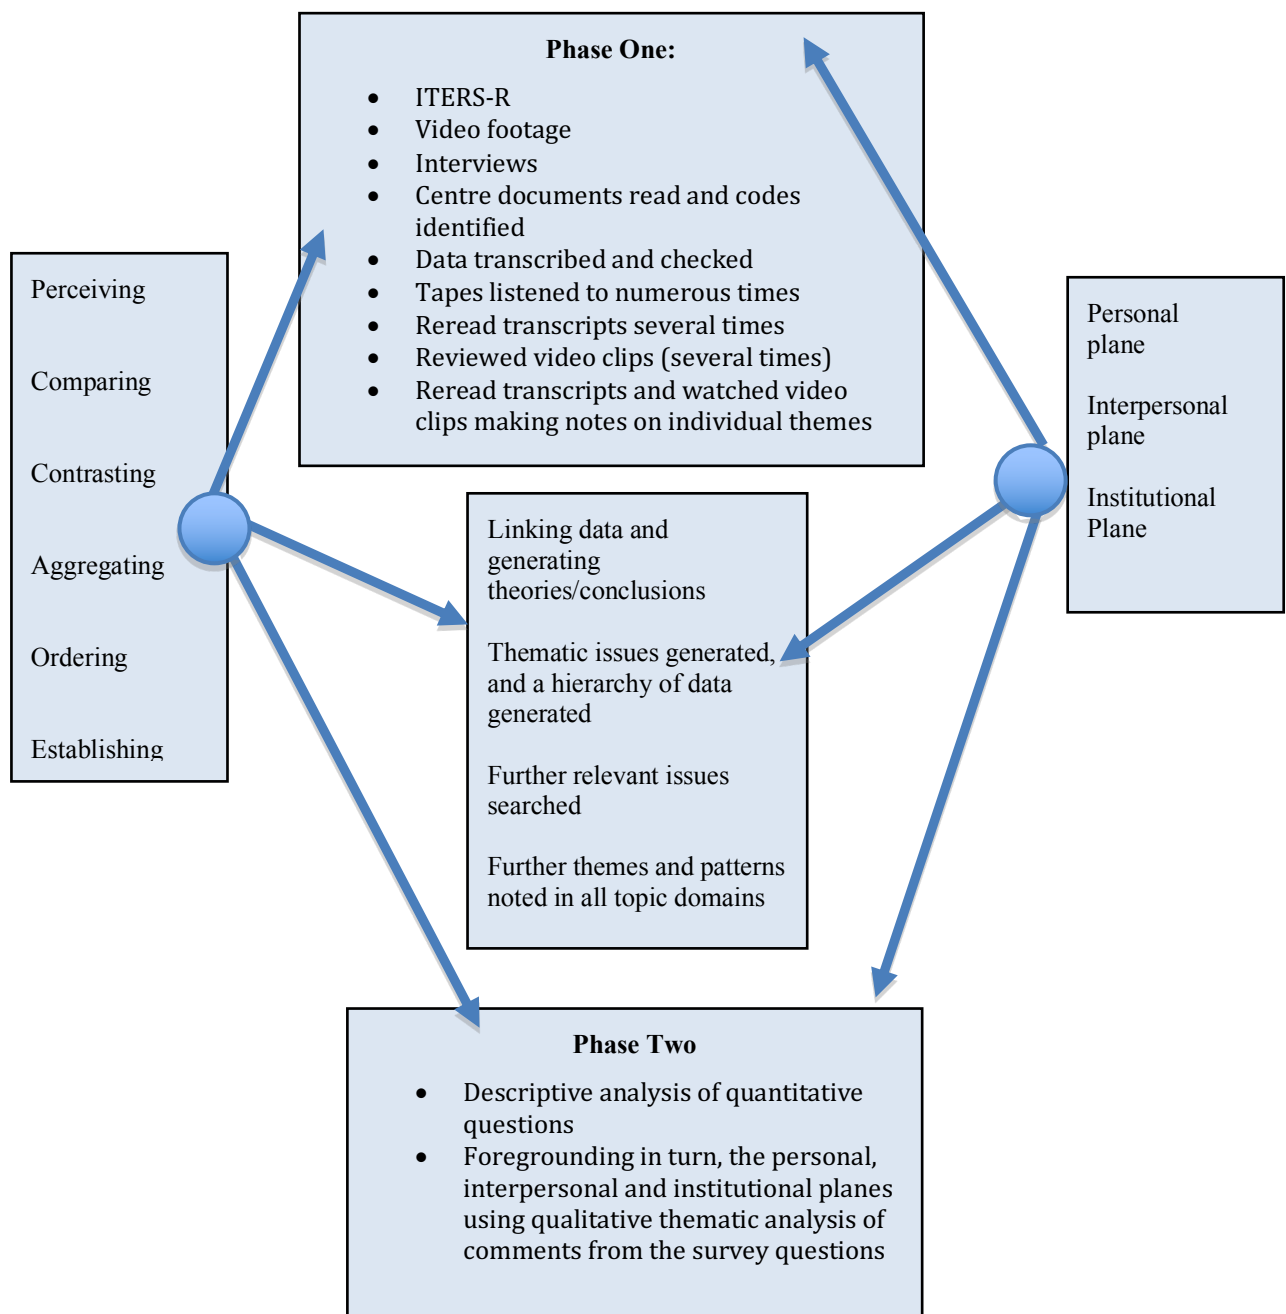 Phase One:
• ITERS-R
• Video footage
• Interviews
• Centre documents read and codes
identified
• Data transcribed and checked
• Tapes listened to numerous times
• Reread transcripts several times
• Reviewed video clips (several times)
• Reread transcripts and watched video
clips making notes on individual themes
Perceiving
Comparing
Contrasting
Aggregating
Ordering
Establishing
Personal
plane
Interpersonal
plane
Institutional
Plane
Linking data and
generating
theories/conclusions
Thematic issues generated,
and a hierarchy of data
generated
Further relevant issues
searched
Further themes and patterns
noted in all topic domains
Phase Two
• Descriptive analysis of quantitative
questions
• Foregrounding in turn, the personal,
interpersonal and institutional planes
using qualitative thematic analysis of
comments from the survey questions